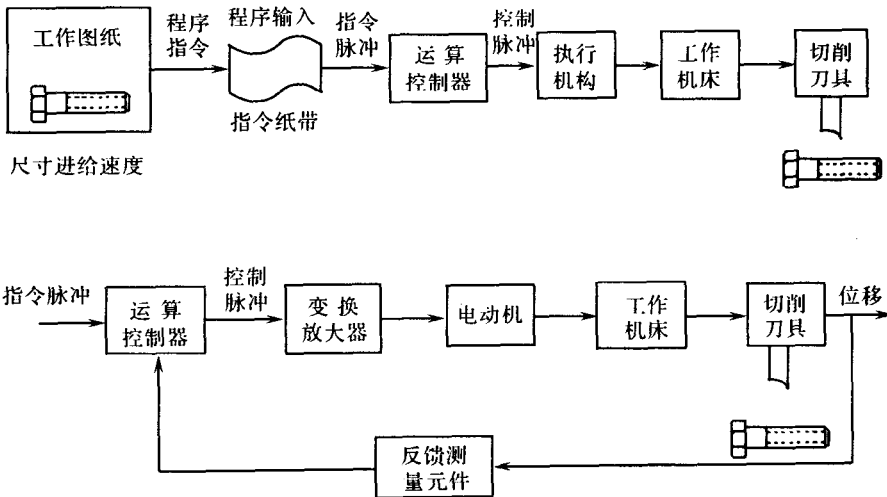 工作图纸
程序
指令
程序输入
指令纸带
指令
脉冲
运算
控制器
控制
脉冲
执行
机构
工作
机床
切削
刀具
尺寸进给速度
指令脉冲
运算
控制器
控制
脉冲
变换
放大器
电动机
工作
机床
切削
刀具
位移
反馈测
量元件